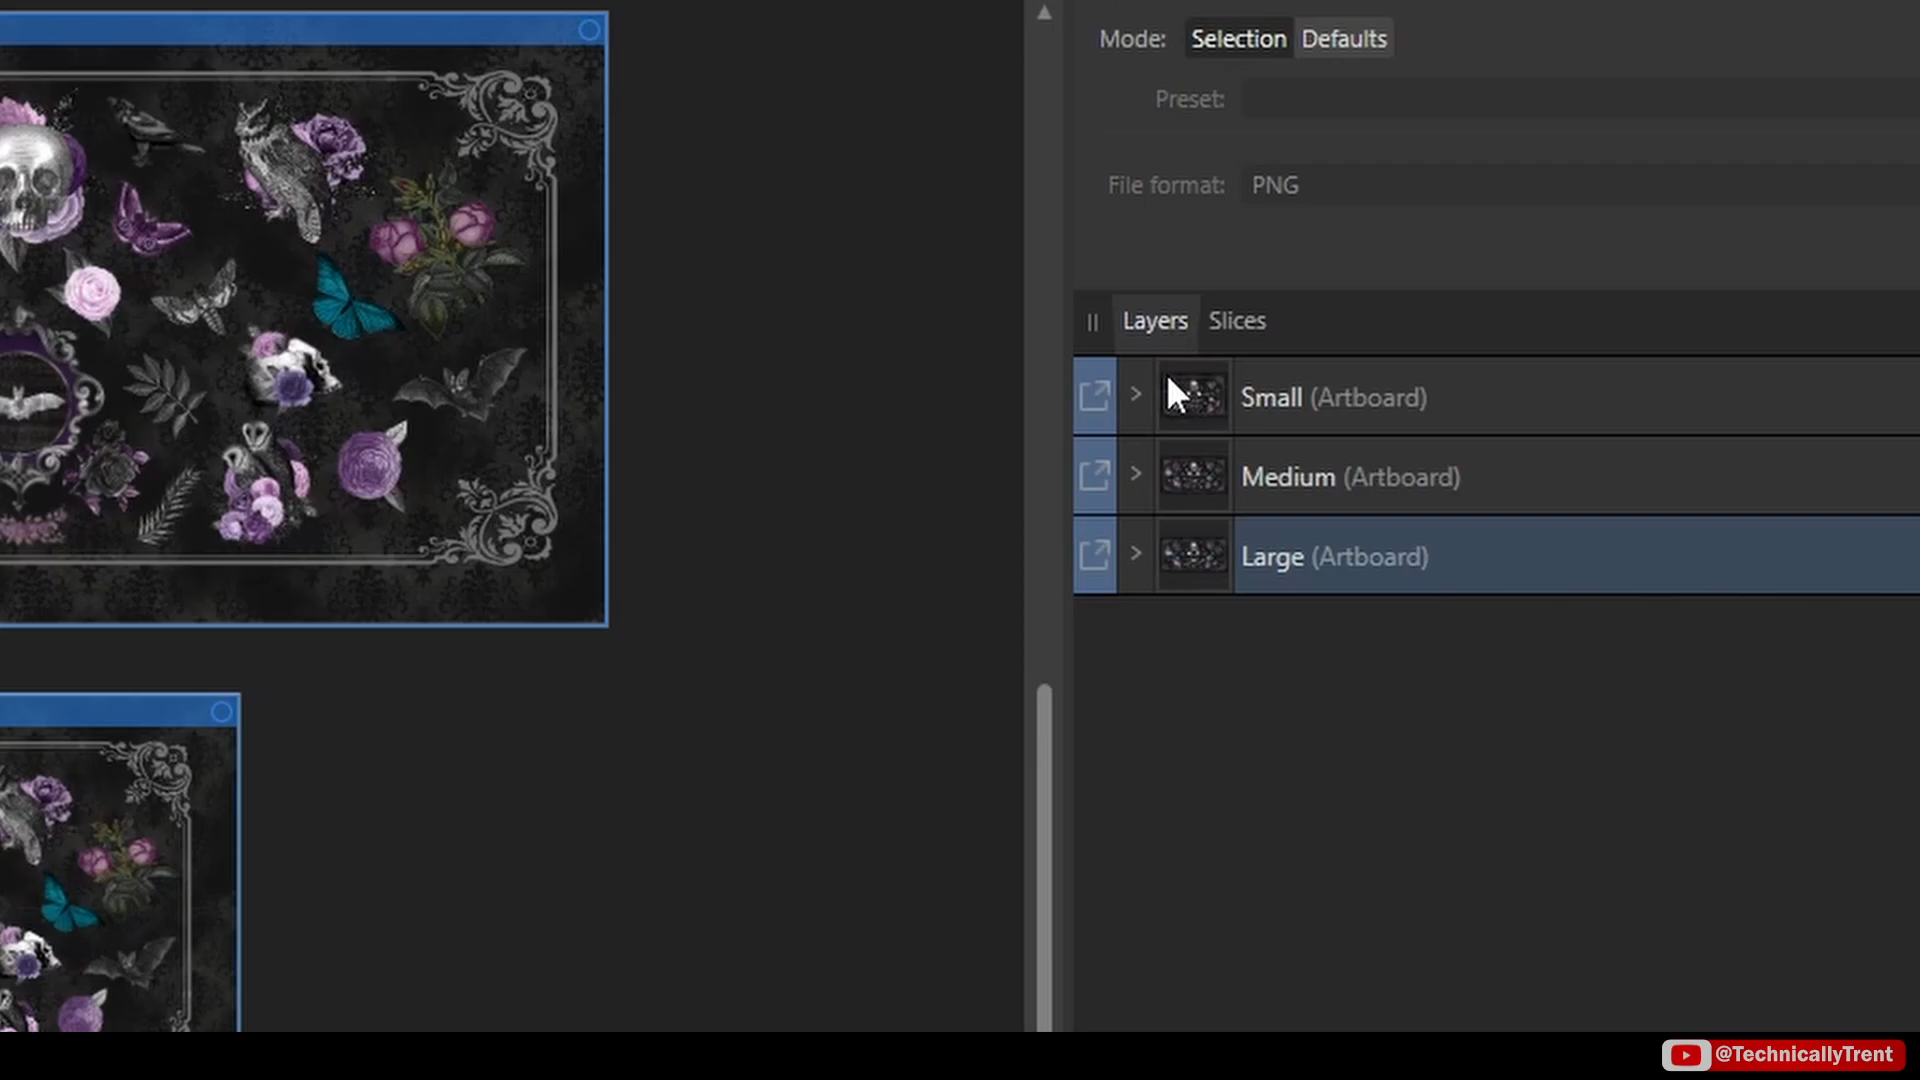 Mode: Selection Defaults
Preset:
File format: PNG
Layers Slices
Small (Artboard)
Medium (Artboard)
Large (Artboard)
@TechnicallyTrent